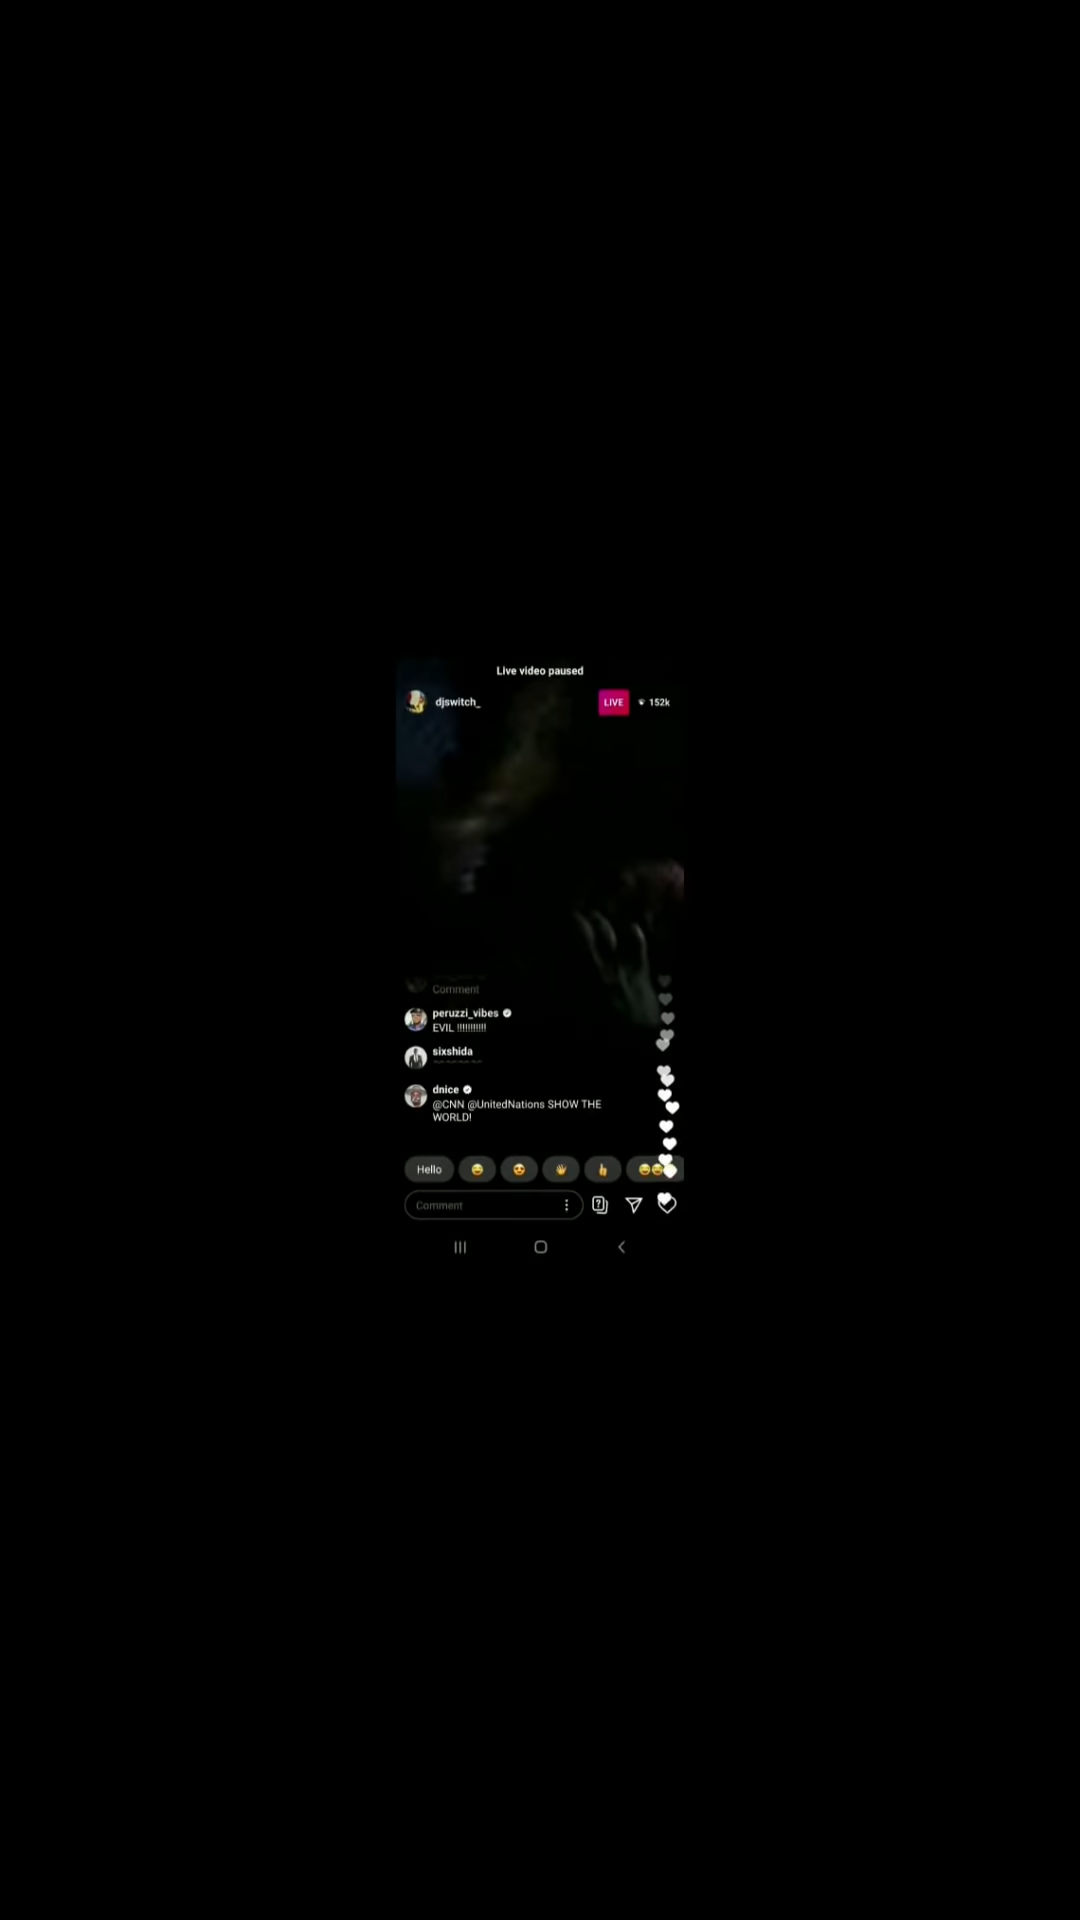 Live video paused
djswitch_
LIVE
152k
Comment
peruzzi_vibes
EVIL !!!!!!!!!!!
sixshida
dnice
@CNN @UnitedNations SHOW THE
WORLD!
Hello
Comment